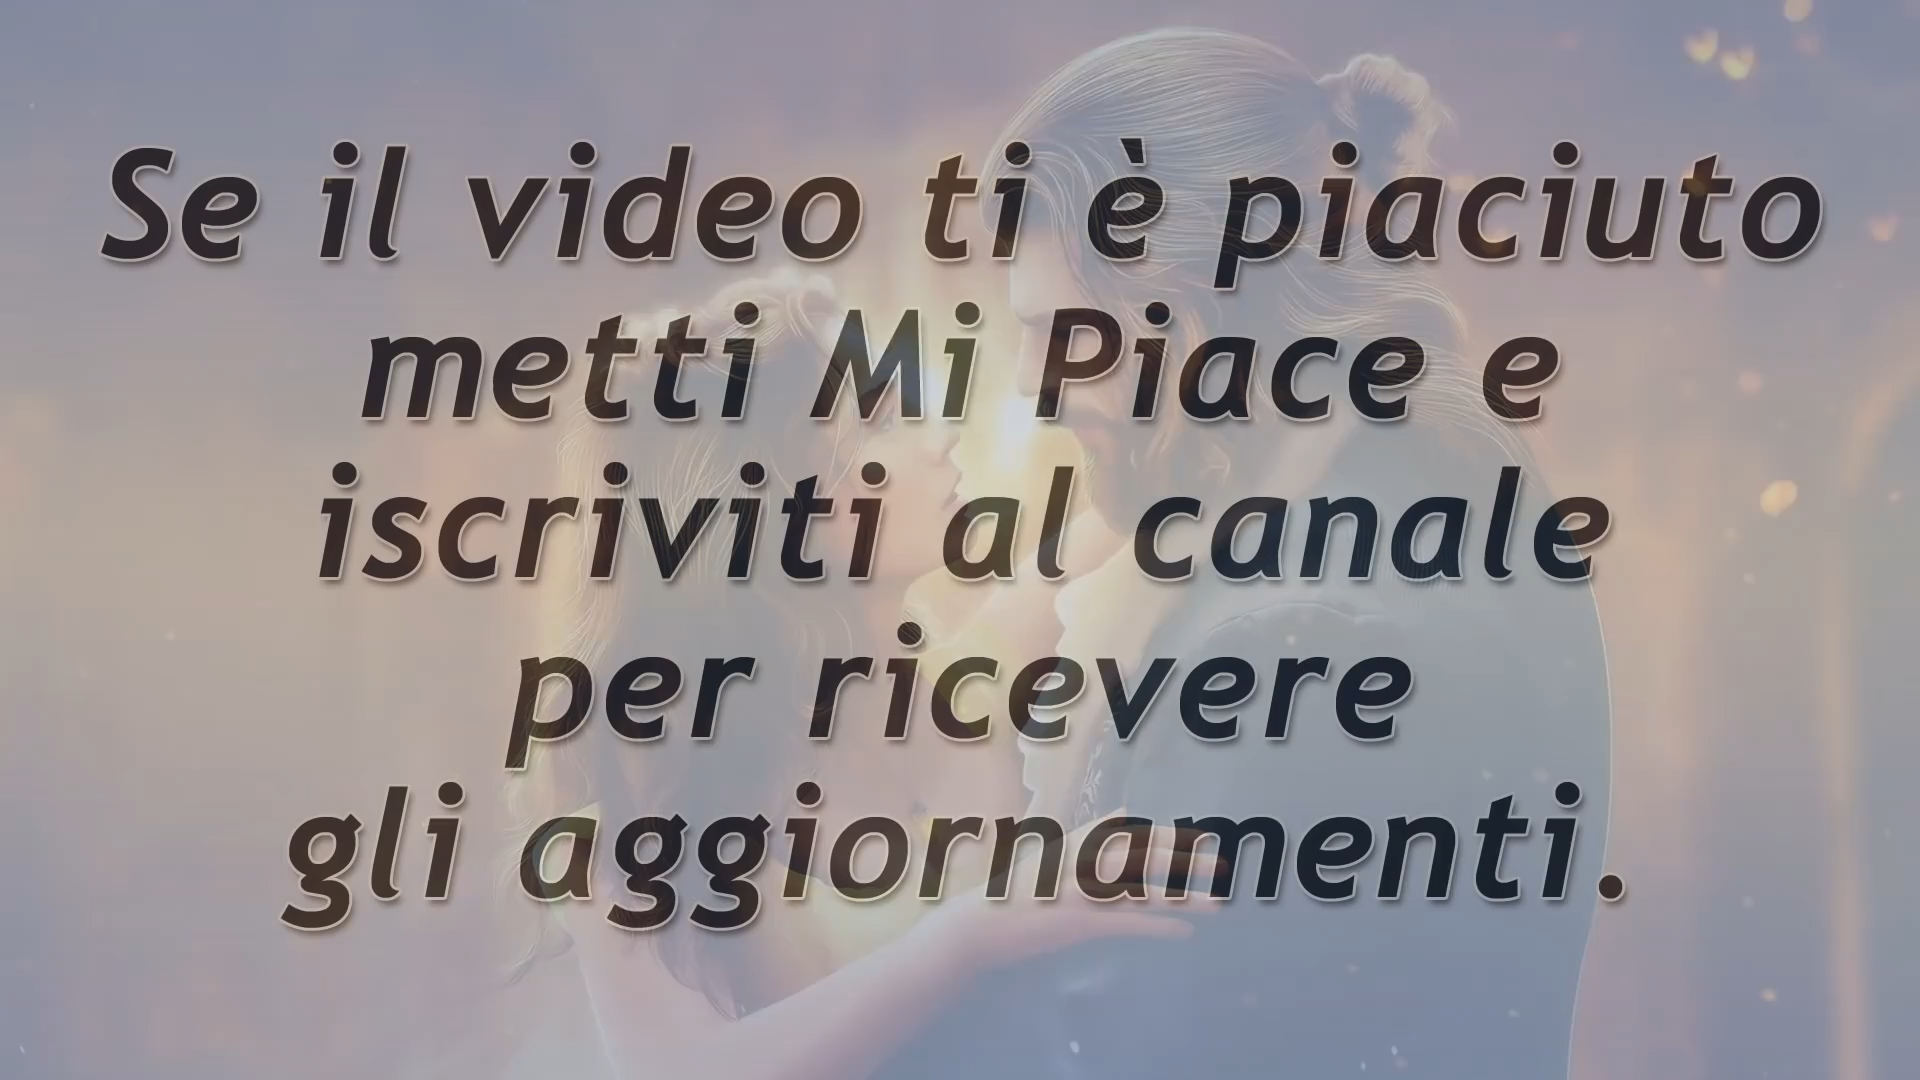 Se il video ti è piaciuto
metti Mi Piace e
iscriviti al canale
per ricevere
gli aggiornamenti.